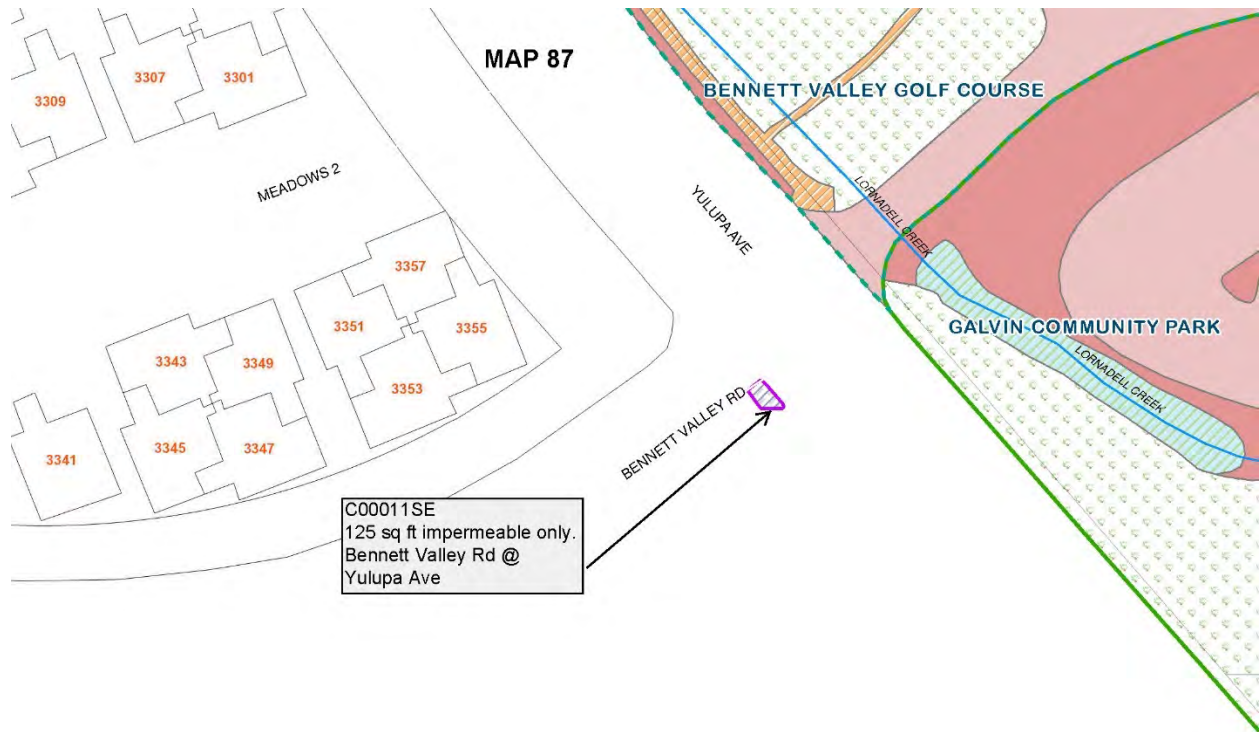 MAP 87
3307
3301
3309
BENNETT VALLEY GOLF COURSE
MEADOWS 2
LORNADELL CREEK
YULUPA AVE
3357
3351
3355
GALVIN COMMUNITY PARK
3343
3349
3353
LORNADELL CREEK
BENNETT VALLEY RD
3345
3347
3341
C00011SE
125 sq ft impermeable only.
Bennett Valley Rd @
Yulupa Ave